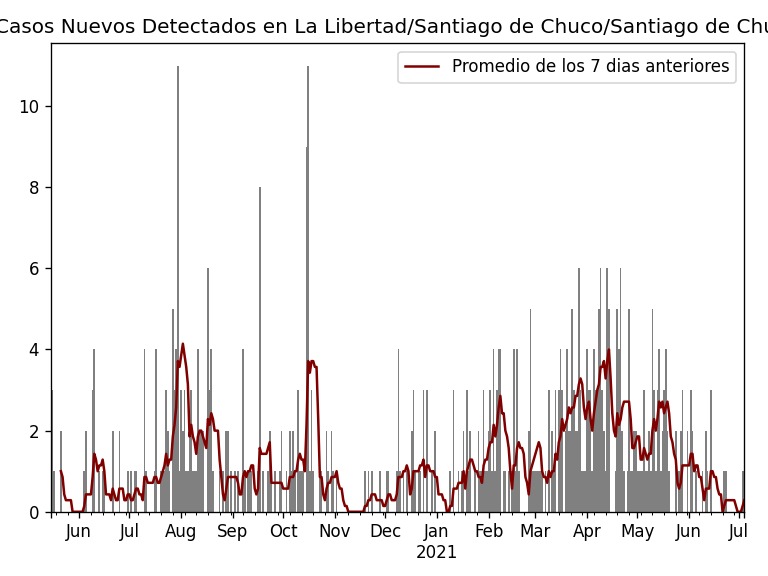 Casos Nuevos Detectados en La Libertad/Santiago de Chuco/Santiago de Chu
Promedio de los 7 dias anteriores
10
8
6
4
2
0
Jun Jul Aug Sep Oct Nov Dec Jan Feb Mar Apr May Jun Jul
2021